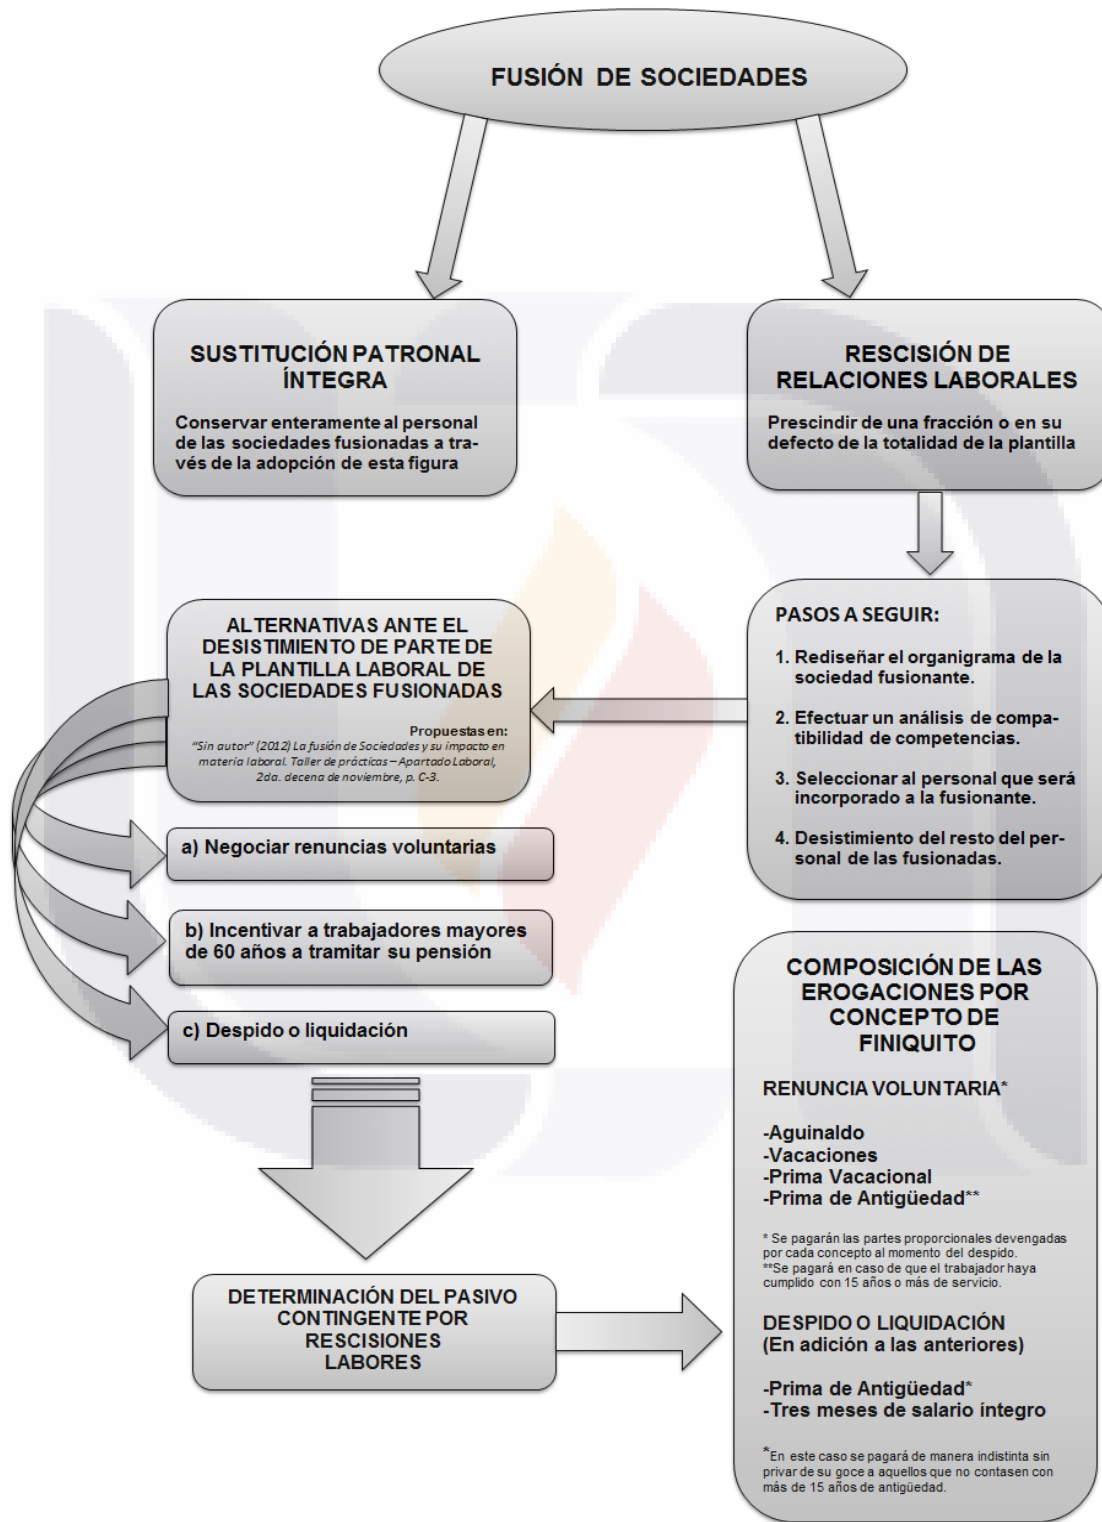 FUSIÓN DE SOCIEDADES
SUSTITUCIÓN PATRONAL
ÍNTEGRA
Conservar enteramente al personal
de las sociedades fusionadas a tra-
vés de la adopción de esta figura
RESCISIÓN DE
RELACIONES LABORALES
Prescindir de una fracción o en su
defecto de la totalidad de la plantilla
PASOS A SEGUIR:
1. Rediseñar el organigrama de la
sociedad fusionante.
2. Efectuar un análisis de compa-
tibilidad de competencias.
3. Seleccionar al personal que será
incorporado a la fusionante.
4. Desistimiento del resto del per-
sonal de las fusionadas.
ALTERNATIVAS ANTE EL
DESISTIMIENTO DE PARTE DE
LA PLANTILLA LABORAL DE
LAS SOCIEDADES FUSIONADAS
Propuestas en:
"Sin autor" (2012) La fusión de Sociedades y su impacto en
matería laboral. Taller de prácticas – Apartado Laboral,
2da. decena de noviembre, p. C-3.
a) Negociar renuncias voluntarias
b) Incentivar a trabajadores mayores
de 60 años a tramitar su pensión
c) Despido o liquidación
DETERMINACIÓN DEL PASIVO
CONTINGENTE POR
RESCISIONES
LABORES
COMPOSICIÓN DE LAS
EROGACIONES POR
CONCEPTO DE
FINIQUITO
RENUNCIA VOLUNTARIA*
-Aguinaldo
-Vacaciones
-Prima Vacacional
-Prima de Antigüedad**
* Se pagarán las partes proporcionales devengadas
por cada concepto al momento del despido.
**Se pagará en caso de que el trabajador haya
cumplido con 15 años o más de servicio.
DESPIDO O LIQUIDACIÓN
(En adición a las anteriores)
-Prima de Antigüedad*
-Tres meses de salario íntegro
*En este caso se pagará de manera indistinta sin
privar de su goce a aquellos que no contasen con
más de 15 años de antigüedad.